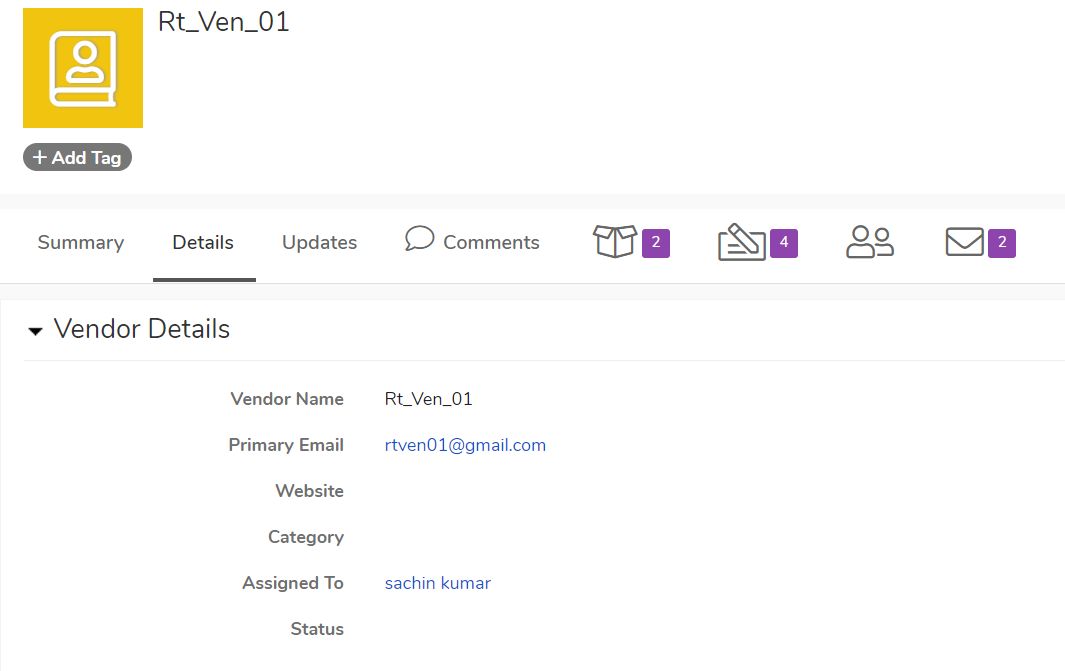 Rt_Ven_01
+ Add Tag
Summary Details Updates Comments 2 4 2
Vendor Details
Vendor Name Rt_Ven_01
Primary Email rtven01@gmail.com
Website
Category
Assigned To sachin kumar
Status